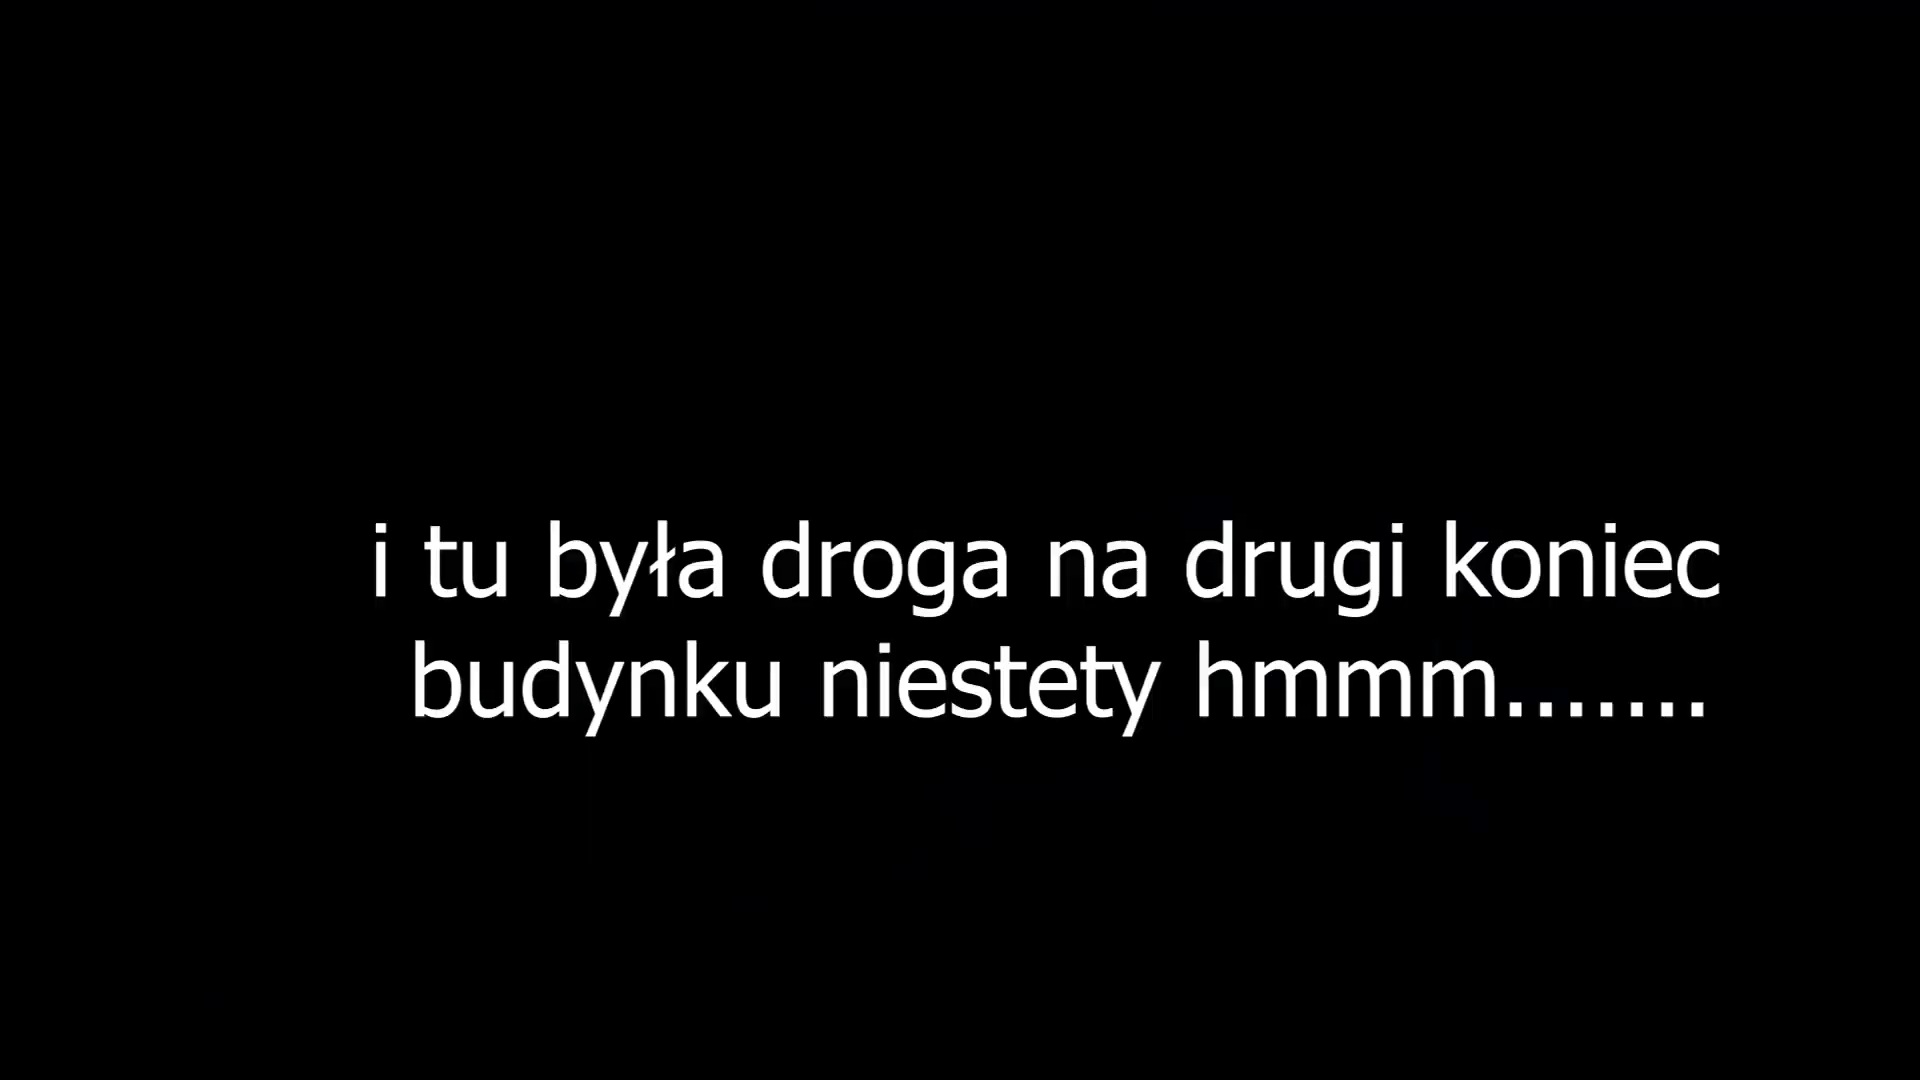 i tu była droga na drugi koniec
budynku niestety hmmm.......